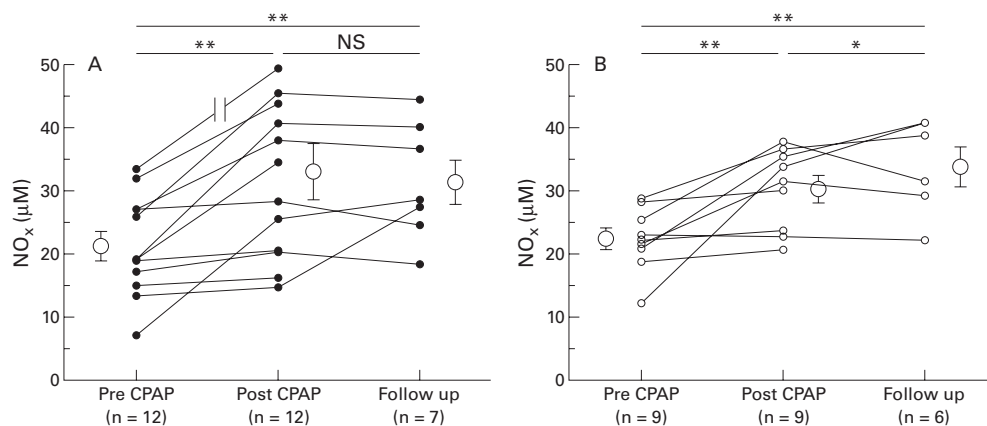 **
** NS
A
50
40
30
20
10
0
NOx (μM)
Pre CPAP Post CPAP Follow up
(n = 12) (n = 12) (n = 7)
**
** *
B
50
40
30
20
10
0
NOx (μM)
Pre CPAP Post CPAP Follow up
(n = 9) (n = 9) (n = 6)